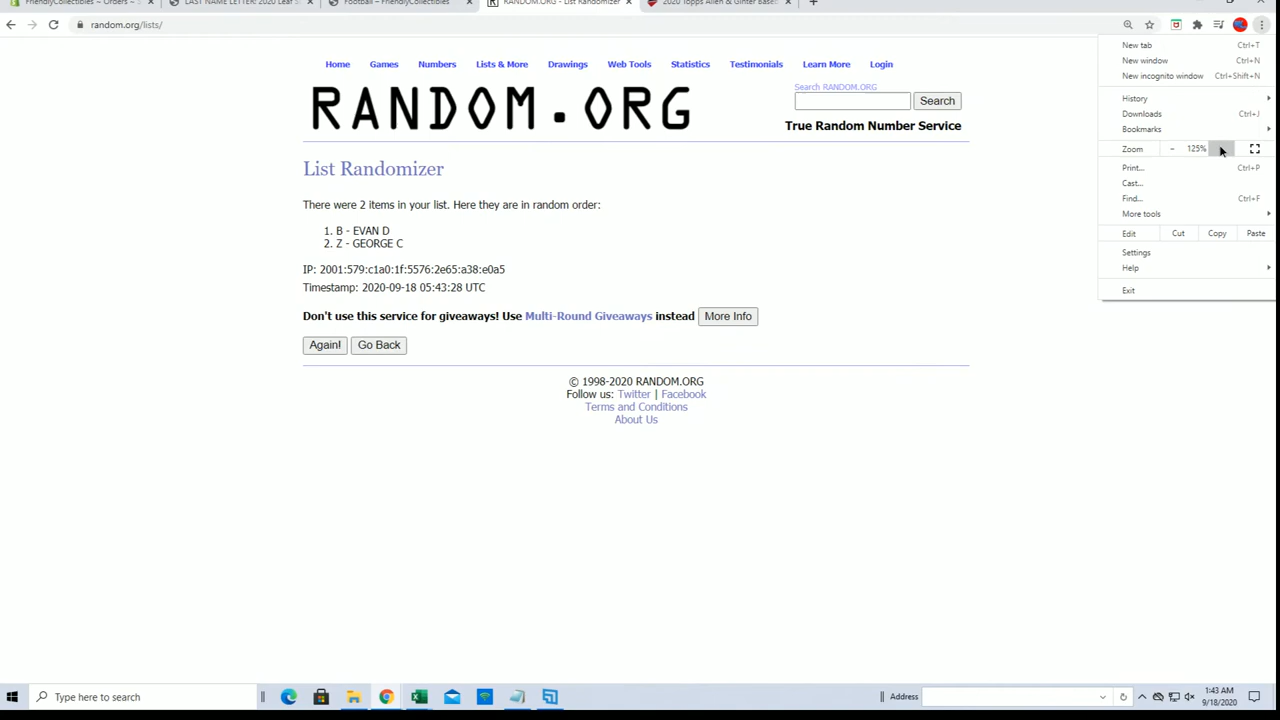 FriendlyCollectibles ~ Orders ~ S
LAST NAME LETTER: 2020 Leaf S
Football – FriendlyCollectibles
RANDOM.ORG - List Randomizer
2020 Topps Allen & Ginter Baseb
random.org/lists/
Home Games Numbers Lists & More Drawings Web Tools Statistics Testimonials Learn More Login
RANDOM.ORG
Search RANDOM.ORG
Search
True Random Number Service
List Randomizer
There were 2 items in your list. Here they are in random order:
1. B - EVAN D
2. Z - GEORGE C
IP: 2001:579:c1a0:1f:5576:2e65:a38:e0a5
Timestamp: 2020-09-18 05:43:28 UTC
Don't use this service for giveaways! Use Multi-Round Giveaways instead More Info
Again! Go Back
© 1998-2020 RANDOM.ORG
Follow us: Twitter | Facebook
Terms and Conditions
About Us
New tab Ctrl+T
New window Ctrl+N
New incognito window Ctrl+Shift+N
History
Downloads Ctrl+J
Bookmarks
Zoom - 125%
Print... Ctrl+P
Cast...
Find... Ctrl+F
More tools
Edit Cut Copy Paste
Settings
Help
Exit
Type here to search
Address
1:43 AM
9/18/2020